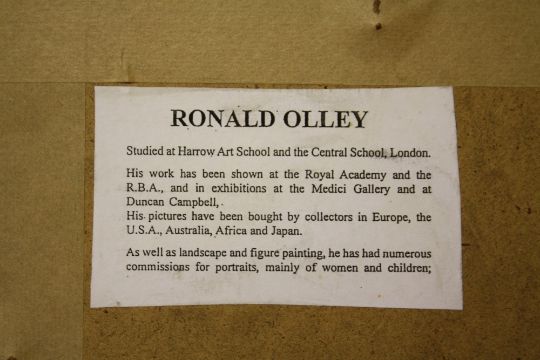 RONALD OLLEY
Studied at Harrow Art School and the Central School, London.
His work has been shown at the Royal Academy and the
R.B.A., and in exhibitions at the Medici Gallery and at
Duncan Campbell,
His pictures have been bought by collectors in Europe, the
U.S.A., Australia, Africa and Japan.
As well as landscape and figure painting, he has had numerous
commissions for portraits, mainly of women and children;